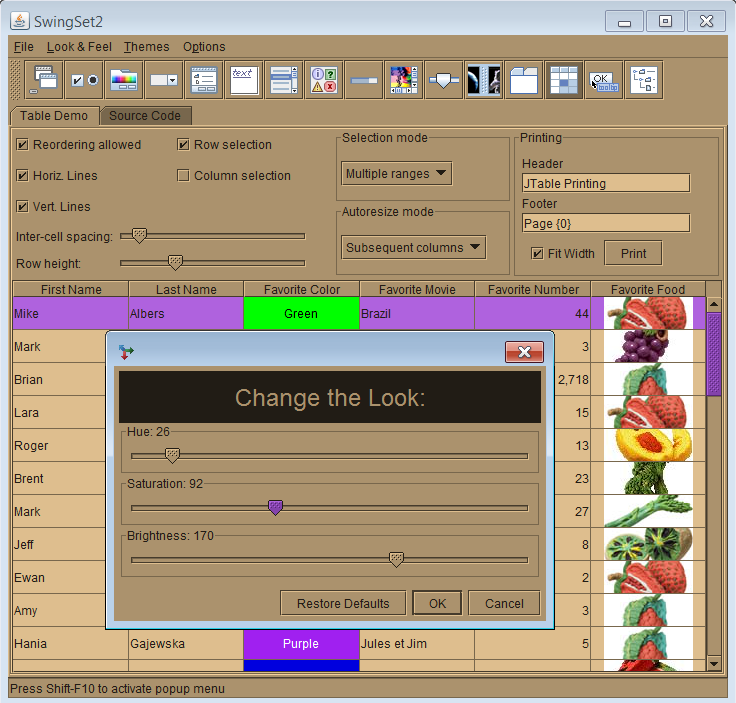 SwingSet2
File Look & Feel Themes Options
text
OK
tooltip
Table Demo Source Code
Reordering allowed Row selection
Horiz. Lines Column selection
Vert. Lines
Inter-cell spacing:
Row height:
Selection mode
Multiple ranges
Autoresize mode
Subsequent columns
Printing
Header
JTable Printing
Footer
Page {0}
Fit Width Print
First Name Last Name Favorite Color Favorite Movie Favorite Number Favorite Food
Mike Albers Green Brazil 44
Mark 3
Brian 2,718
Lara 15
Roger 13
Brent 23
Mark 27
Jeff 8
Ewan 2
Amy 3
Hania Gajewska Purple Jules et Jim 5
Change the Look:
Hue: 26
Saturation: 92
Brightness: 170
Restore Defaults OK Cancel
Press Shift-F10 to activate popup menu